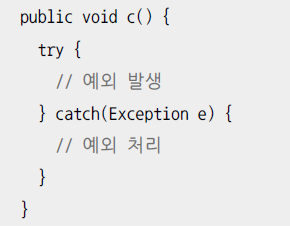 public void c() {
try {
// 예외 발생
} catch(Exception e) {
// 예외 처리
}
}